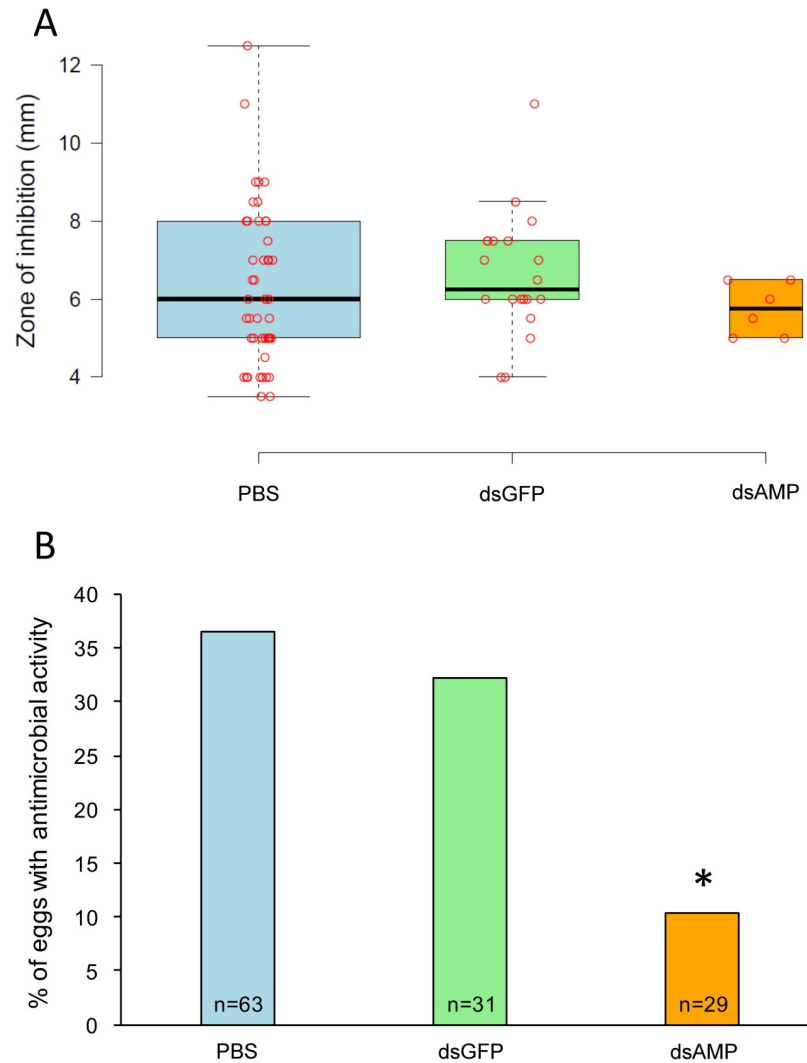 A
Zone of inhibition (mm)
12
10
8
6
4
PBS dsGFP dsAMP
B
% of eggs with antimicrobial activity
40
35
30
25
20
15
10
5
0
*
n=63 n=31 n=29
PBS dsGFP dsAMP